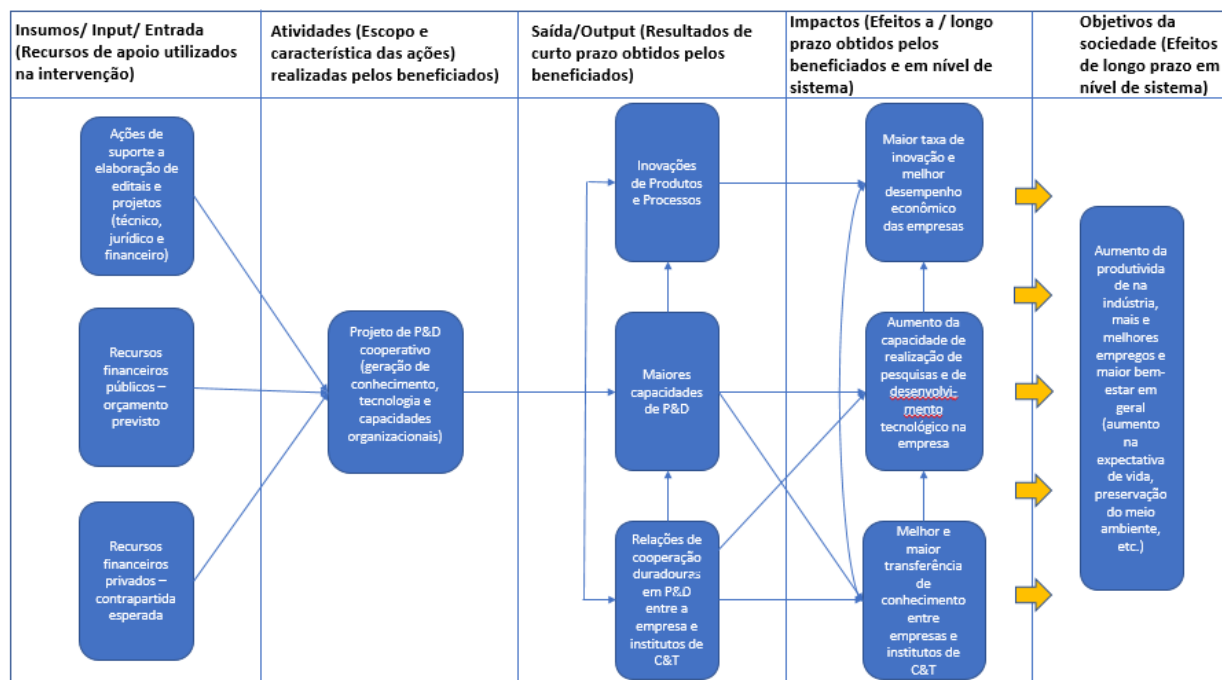 Insumos/ Input/ Entrada
(Recursos de apoio utilizados
na intervenção)
Atividades (Escopo e
característica das ações)
realizadas pelos beneficiados)
Saída/Output (Resultados de
curto prazo obtidos pelos
beneficiados)
Impactos (Efeitos a / longo
prazo obtidos pelos
beneficiados e em nível de
sistema)
Objetivos da
sociedade (Efeitos
de longo prazo em
nível de sistema)
Ações de
suporte a
elaboração de
editais e
projetos
(técnico,
jurídico e
financeiro)
Recursos
financeiros
públicos –
orçamento
previsto
Recursos
financeiros
privados –
contrapartida
esperada
Projeto de P&D
cooperativo
(geração de
conhecimento,
tecnologia e
capacidades
organizacionais)
Inovações
de Produtos
e Processos
Maiores
capacidades
de P&D
Relações de
cooperação
duradouras
em P&D
entre a
empresa e
institutos de
C&T
Maior taxa de
inovação e
melhor
desempenho
econômico
das empresas
Aumento da
capacidade de
realização de
pesquisas e de
desenvolvi-
mento
tecnológico na
empresa
Melhor e
maior
transferência
de
conhecimento
entre
empresas e
institutos de
C&T
Aumento da
produtivida
de na
indústria,
mais e
melhores
empregos e
maior bem-
estar em
geral
(aumento
na
expectativa
de vida,
preservação
do meio
ambiente,
etc.)